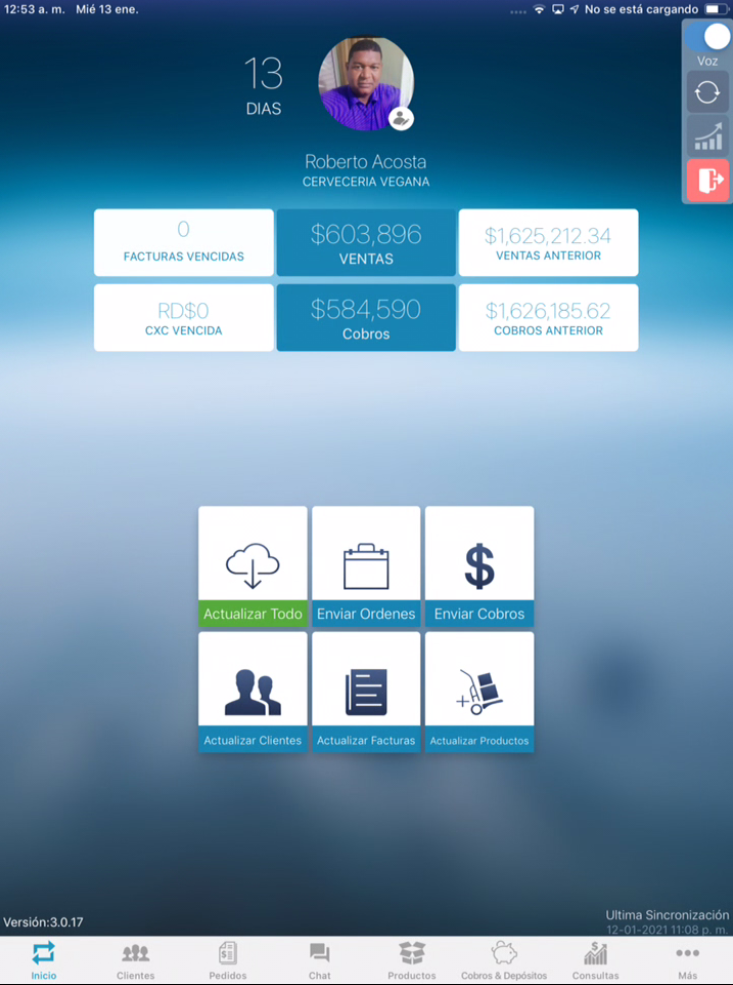 12:53 a. m. Mié 13 ene.
No se está cargando
Voz
13
DIAS
Roberto Acosta
CERVECERIA VEGANA
0
FACTURAS VENCIDAS
$603,896
VENTAS
$1,625,212.34
VENTAS ANTERIOR
RD$0
CXC VENCIDA
$584,590
Cobros
$1,626,185.62
COBROS ANTERIOR
Actualizar Todo
Enviar Ordenes
Enviar Cobros
Actualizar Clientes
Actualizar Facturas
Actualizar Productos
Versión:3.0.17
Ultima Sincronización
12-01-2021 11:08 p. m.
Inicio
Clientes
Pedidos
Chat
Productos
Cobros & Depósitos
Consultas
Más